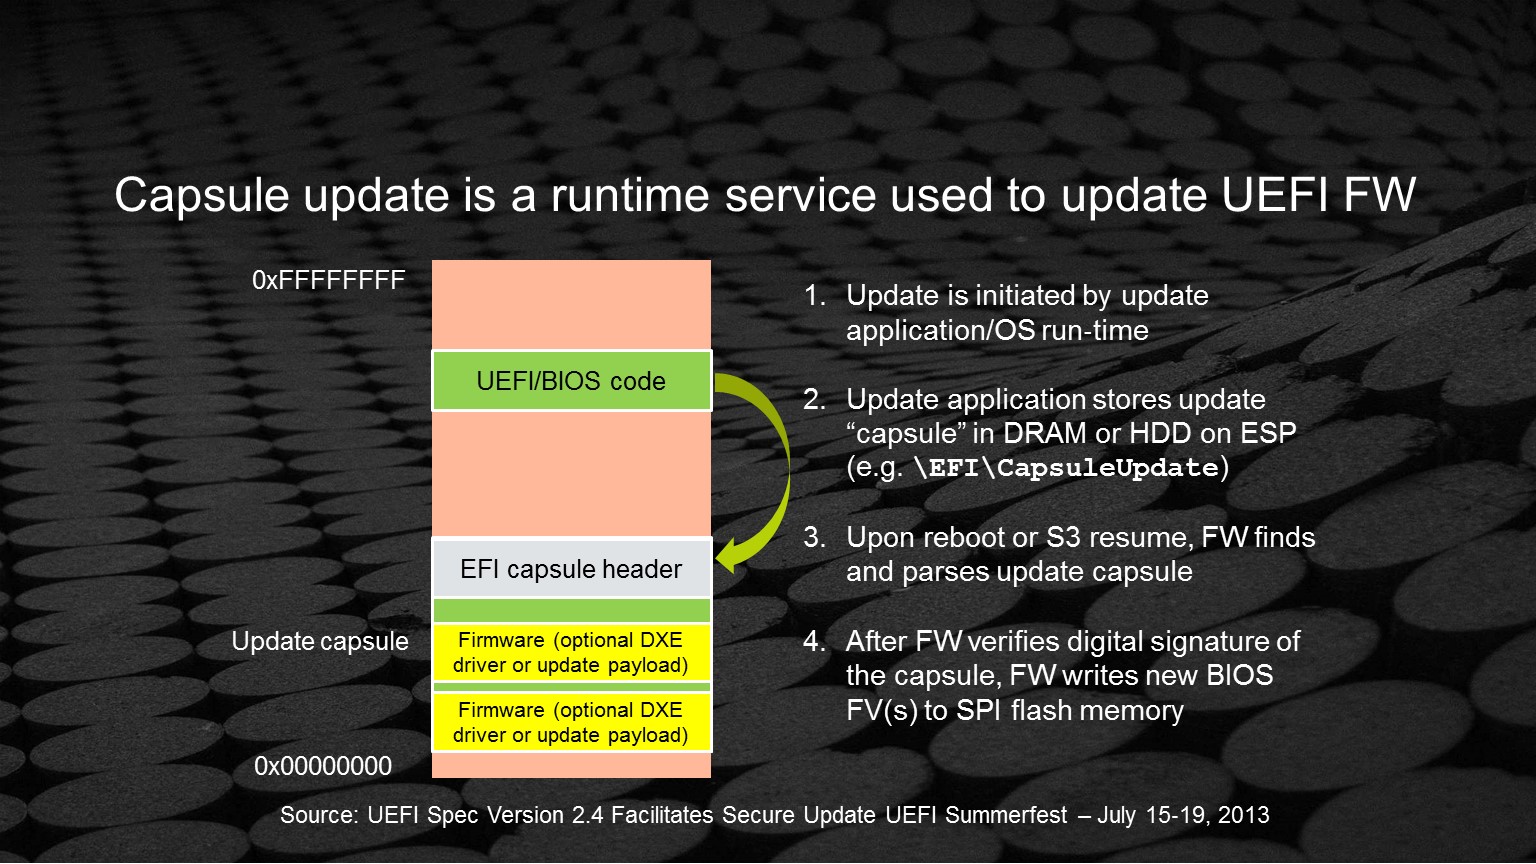 Capsule update is a runtime service used to update UEFI FW
0xFFFFFFFF
UEFI/BIOS code
EFI capsule header
Update capsule
Firmware (optional DXE
driver or update payload)
Firmware (optional DXE
driver or update payload)
0x00000000
1. Update is initiated by update
application/OS run-time
2. Update application stores update
“capsule” in DRAM or HDD on ESP
(e.g. \EFI\CapsuleUpdate)
3. Upon reboot or S3 resume, FW finds
and parses update capsule
4. After FW verifies digital signature of
the capsule, FW writes new BIOS
FV(s) to SPI flash memory
Source: UEFI Spec Version 2.4 Facilitates Secure Update UEFI Summerfest – July 15-19, 2013